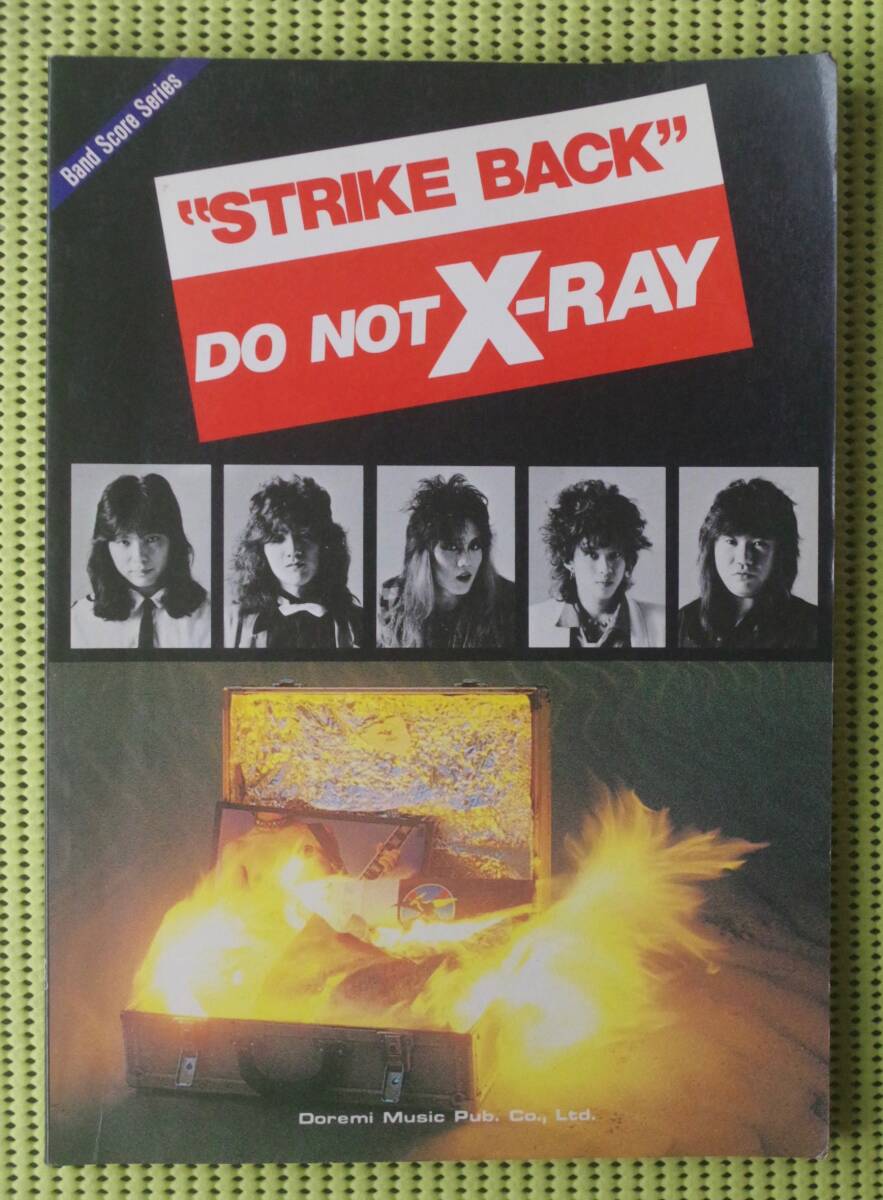 Band Score Series
"STRIKE BACK"
DO NOT X-RAY
Doremi Music Pub. Co., Ltd.